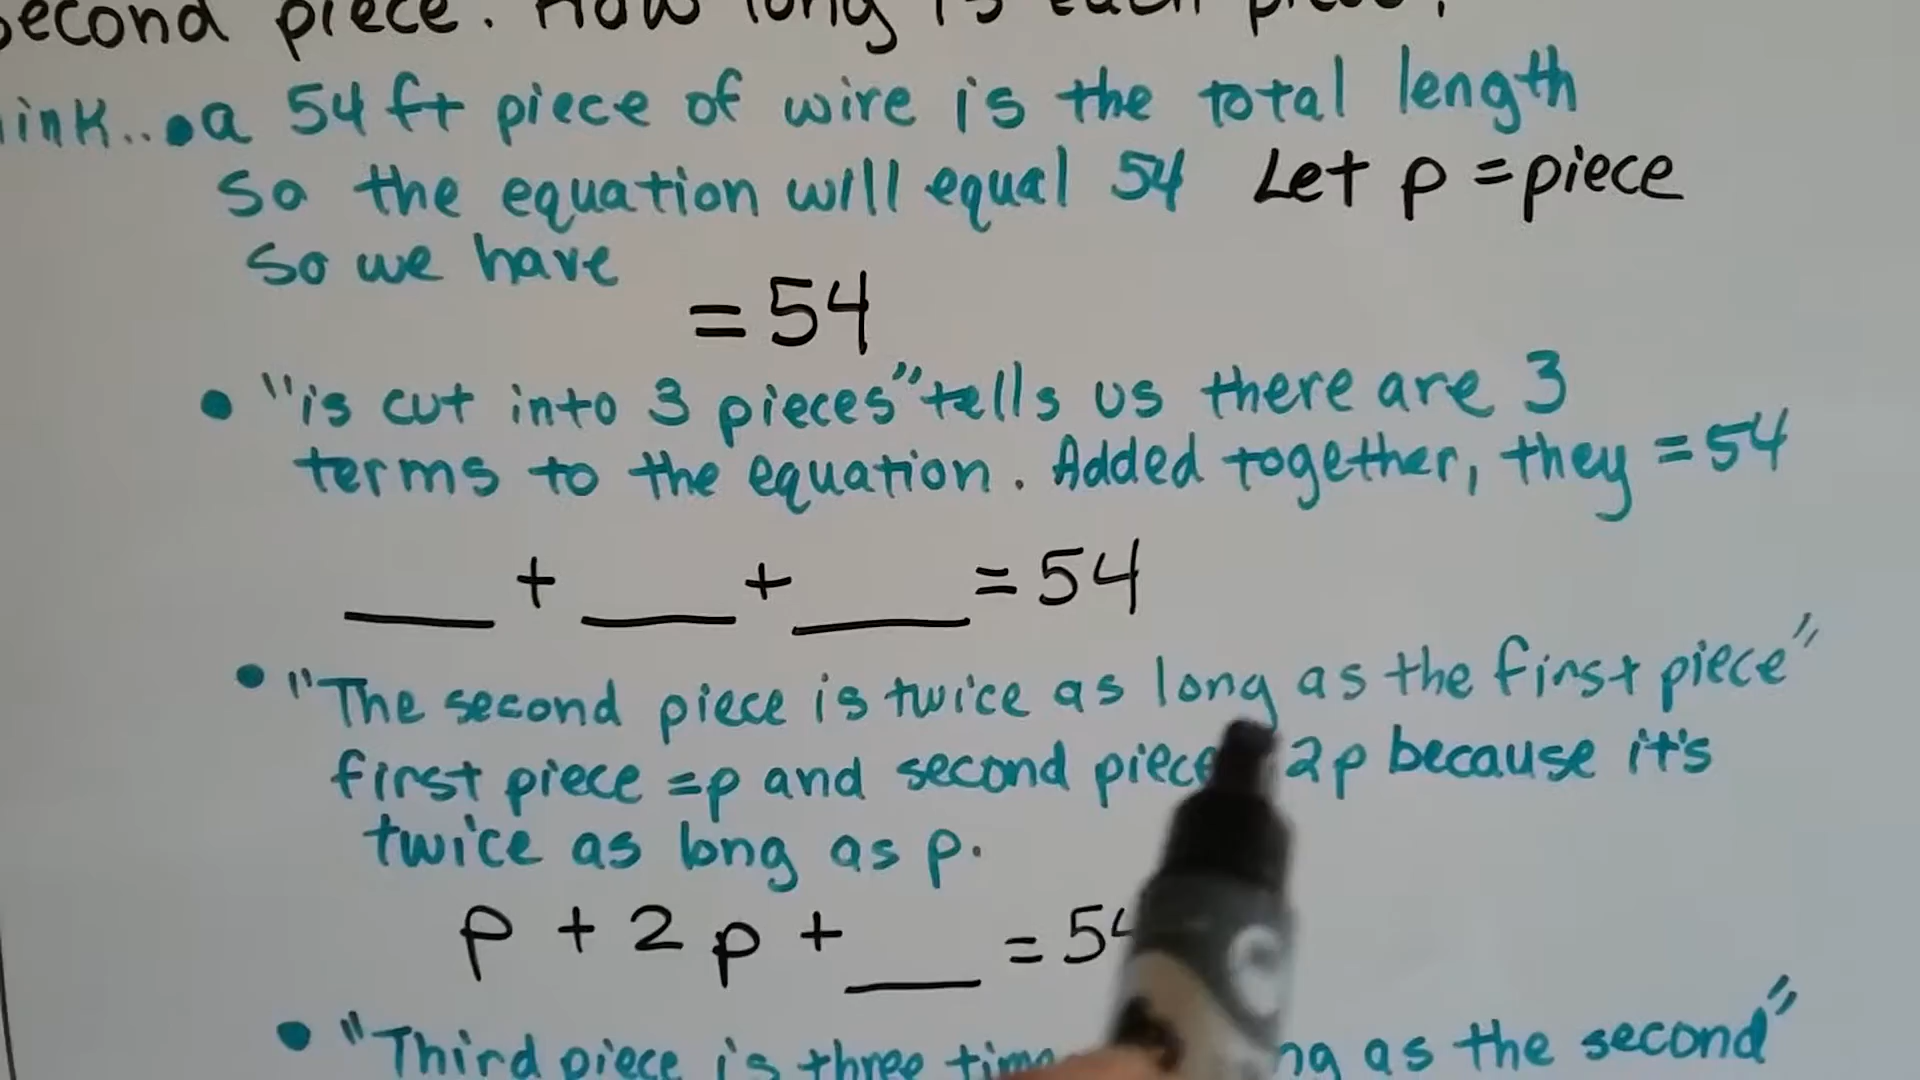 second piece. How long is each piece?
ink... • a 54 ft piece of wire is the total length
so the equation will equal 54 Let p = piece
so we have
= 54
• "is cut into 3 pieces" tells us there are 3
terms to the equation. Added together, they = 54
___ + ___ + ___ = 54
• "The second piece is twice as long as the first piece"
first piece = p and second piece 2p because it's
twice as long as p.
p + 2p + ___ = 54
• "Third piece is three as the second"